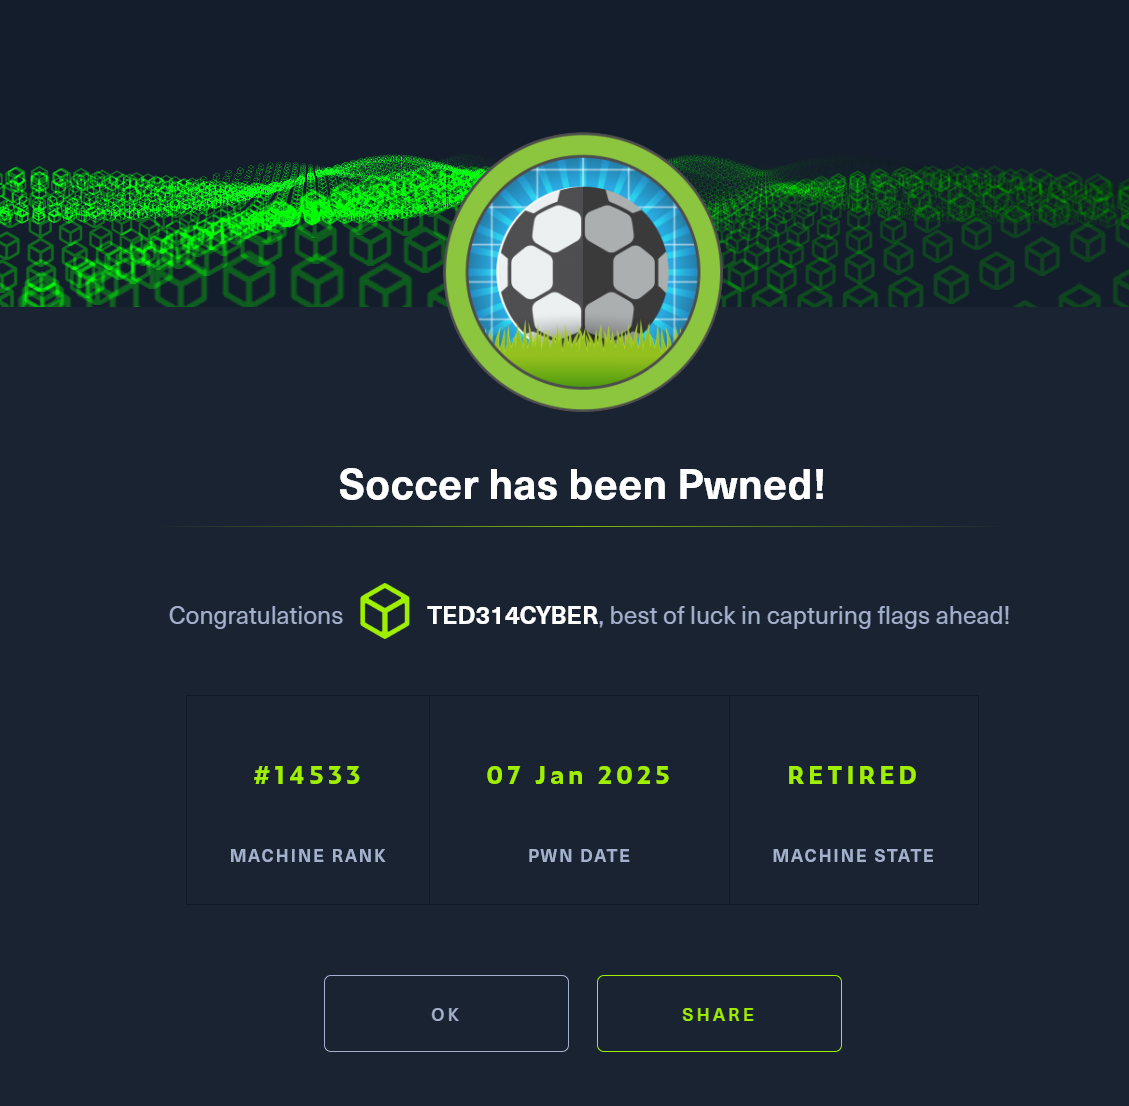 Soccer has been Pwned!
Congratulations TED314CYBER, best of luck in capturing flags ahead!
#14533 07 Jan 2025 RETIRED
MACHINE RANK PWN DATE MACHINE STATE
OK SHARE